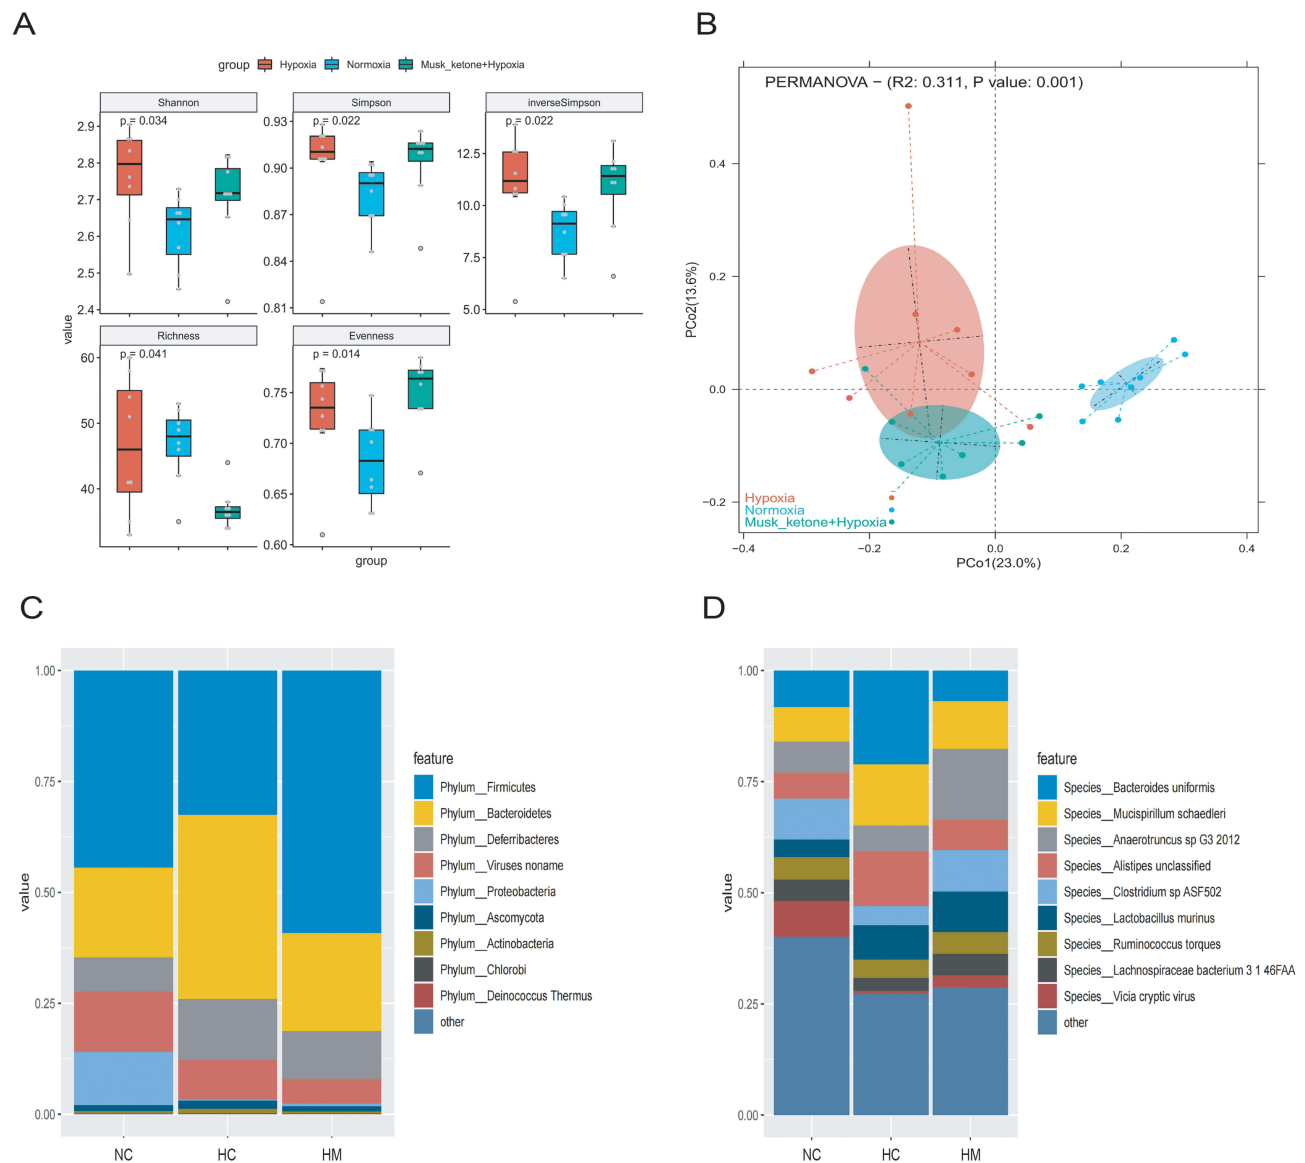 A
group Hypoxia Normoxia Musk_ketone+Hypoxia
Shannon
p = 0.034
2.9
2.8
2.7
2.6
2.5
2.4
Simpson
p = 0.022
0.93
0.90
0.87
0.84
0.81
inverseSimpson
p = 0.022
12.5
10.0
7.5
5.0
value
Richness
p = 0.041
60
50
40
Evenness
p = 0.014
0.75
0.70
0.65
0.60
group
B
PERMANOVA − (R2: 0.311, P value: 0.001)
PCo2(13.6%)
0.4
0.2
0.0
−0.2
Hypoxia
Normoxia
Musk_ketone+Hypoxia
−0.4 −0.2 0.0 0.2 0.4
PCo1(23.0%)
C
value
1.00
0.75
0.50
0.25
0.00
NC HC HM
feature
Phylum__Firmicutes
Phylum__Bacteroidetes
Phylum__Deferribacteres
Phylum__Viruses noname
Phylum__Proteobacteria
Phylum__Ascomycota
Phylum__Actinobacteria
Phylum__Chlorobi
Phylum__Deinococcus Thermus
other
D
value
1.00
0.75
0.50
0.25
0.00
NC HC HM
feature
Species__Bacteroides uniformis
Species__Mucispirillum schaedleri
Species__Anaerotruncus sp G3 2012
Species__Alistipes unclassified
Species__Clostridium sp ASF502
Species__Lactobacillus murinus
Species__Ruminococcus torques
Species__Lachnospiraceae bacterium 3 1 46FAA
Species__Vicia cryptic virus
other